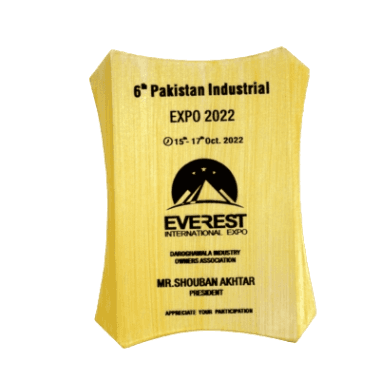 6th Pakistan Industrial
EXPO 2022
15th- 17th Oct. 2022
EVEREST
INTERNATIONAL EXPO
DAROGHAWALA INDUSTRY
OWNERS ASSOCIATION
MR.SHOUBAN AKHTAR
PRESIDENT
APPRECIATE YOUR PARTICIPATION